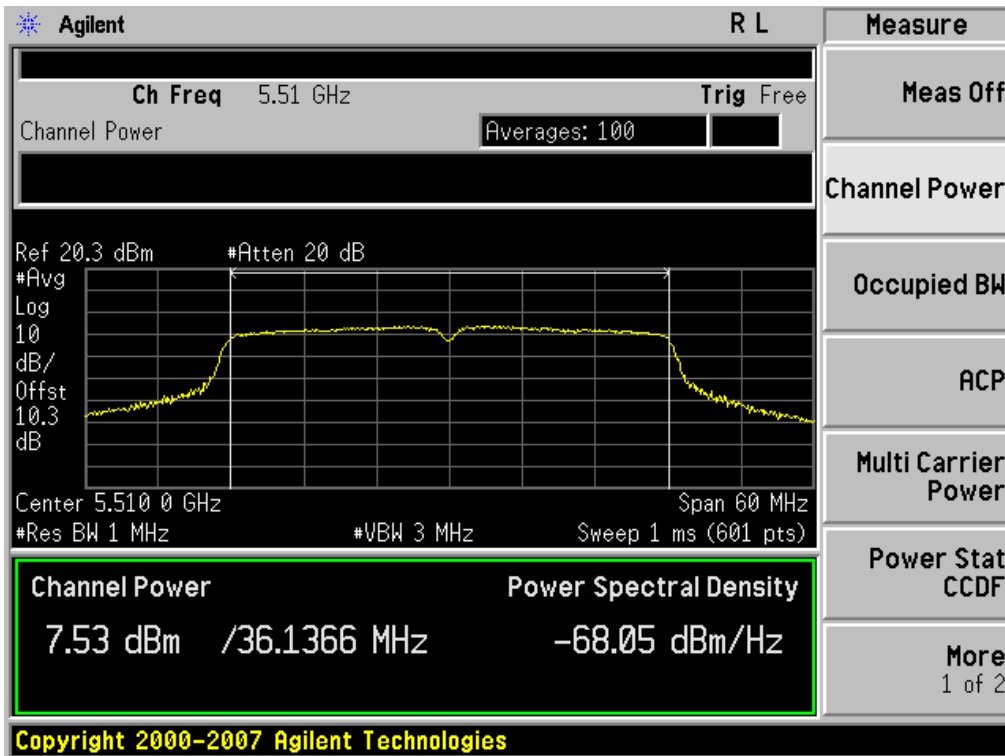 Agilent R L Measure
Ch Freq 5.51 GHz Trig Free
Meas Off
Channel Power Averages: 100
Channel Power
Ref 20.3 dBm #Atten 20 dB
#Avg
Log
10
dB/
Offst
10.3
dB
Occupied BW
ACP
Multi Carrier
Power
Center 5.510 0 GHz Span 60 MHz
#Res BW 1 MHz #VBW 3 MHz Sweep 1 ms (601 pts)
Power Stat
CCDF
Channel Power Power Spectral Density
7.53 dBm /36.1366 MHz -68.05 dBm/Hz
More
1 of 2
Copyright 2000-2007 Agilent Technologies